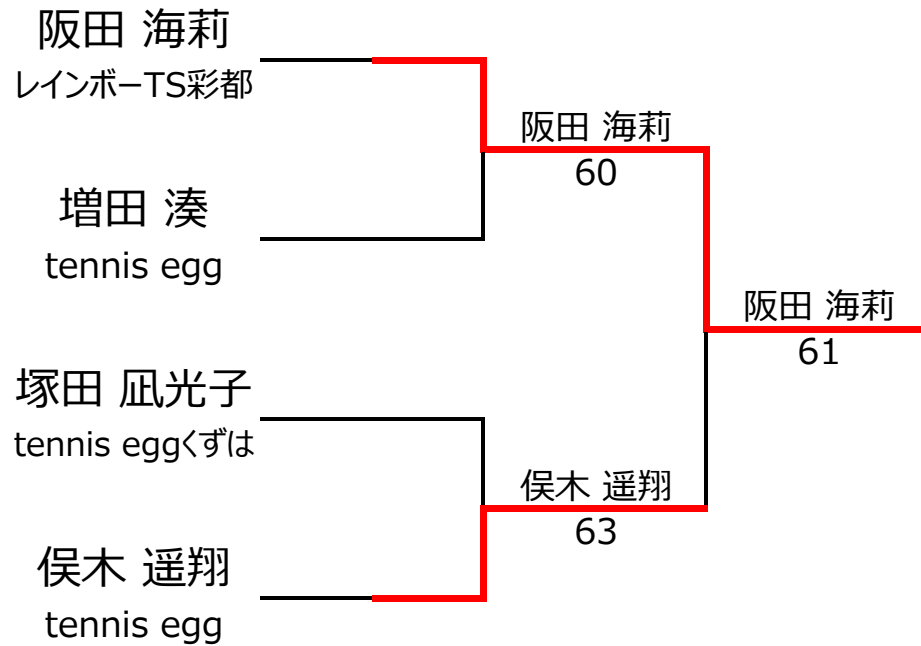 阪田 海莉
レインボーTS彩都
阪田 海莉
60
増田 湊
tennis egg
阪田 海莉
61
塚田 凪光子
tennis eggくずは
俣木 遥翔
63
俣木 遥翔
tennis egg